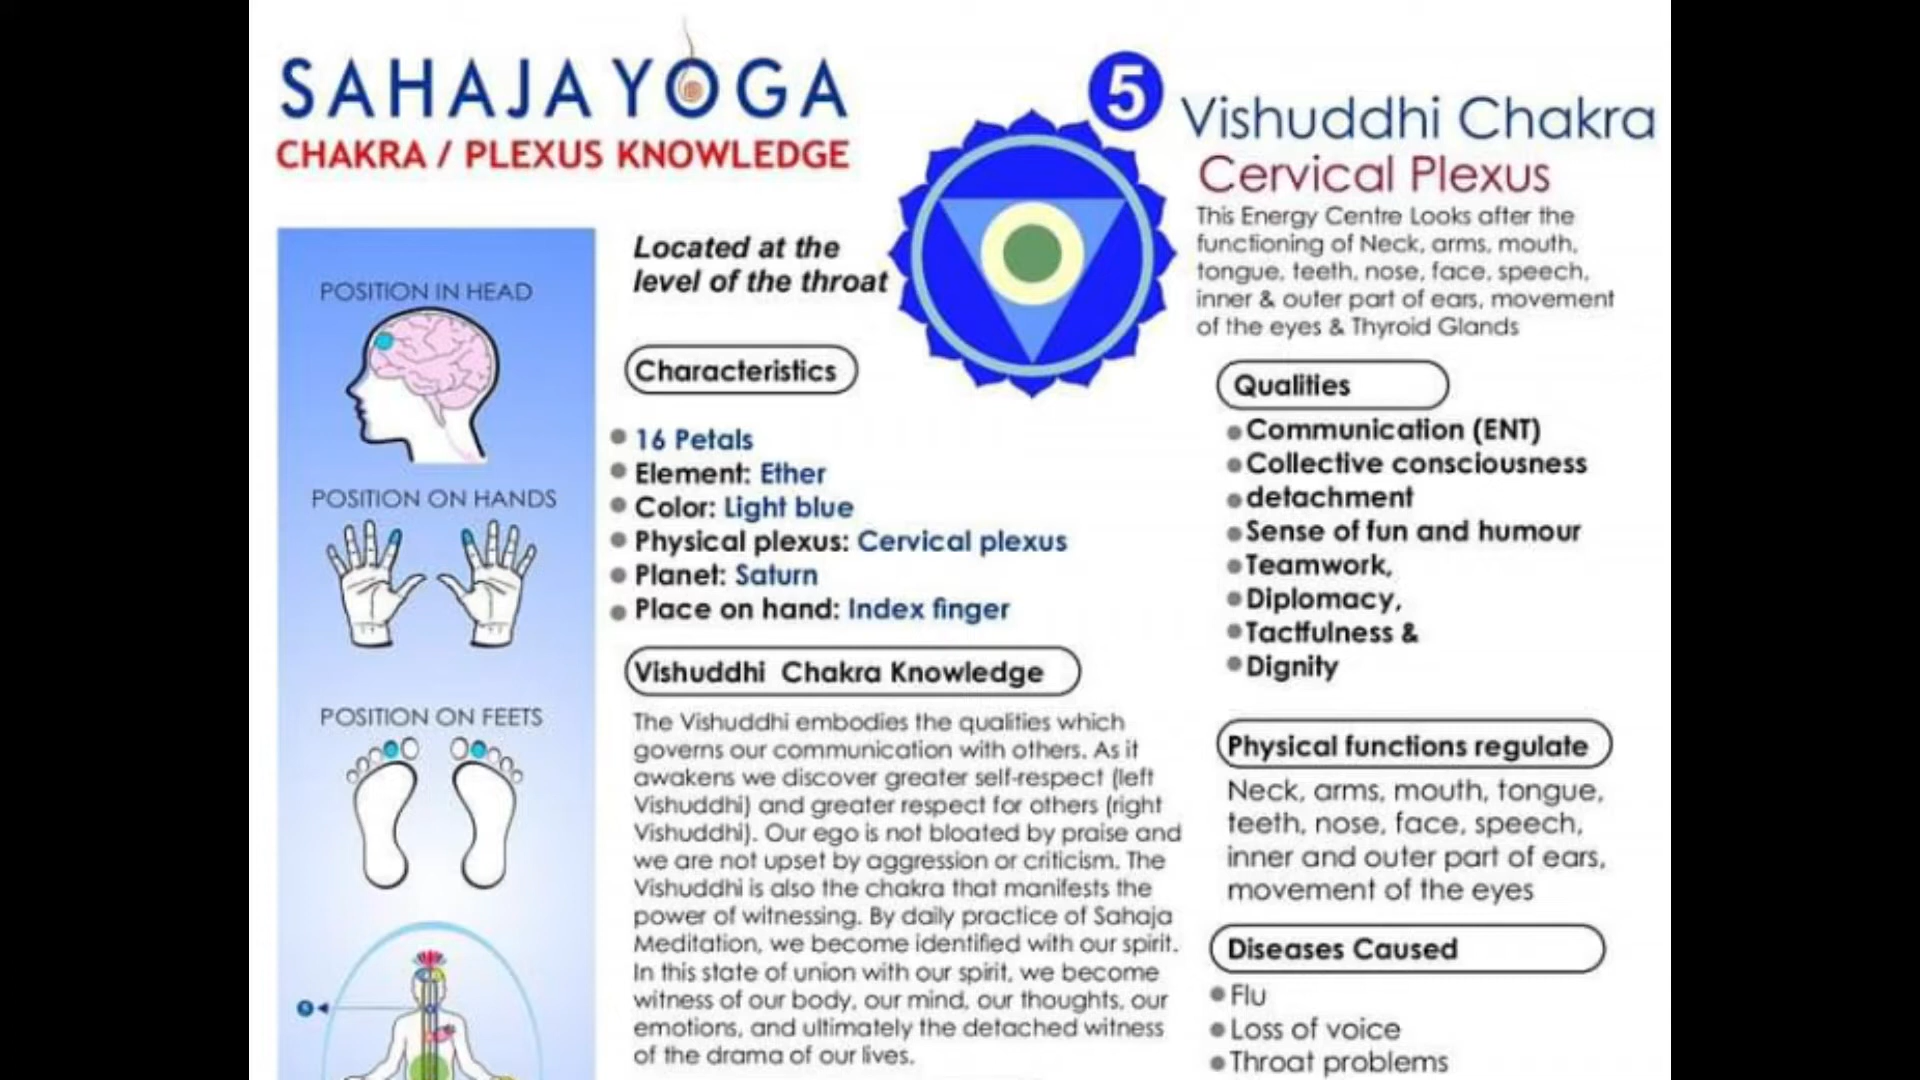 SAHAJA YOGA
CHAKRA / PLEXUS KNOWLEDGE
5
Vishuddhi Chakra
Cervical Plexus
This Energy Centre Looks after the
functioning of Neck, arms, mouth,
tongue, teeth, nose, face, speech,
inner & outer part of ears, movement
of the eyes & Thyroid Glands
POSITION IN HEAD
POSITION ON HANDS
POSITION ON FEETS
5
Located at the
level of the throat
Characteristics
16 Petals
Element: Ether
Color: Light blue
Physical plexus: Cervical plexus
Planet: Saturn
Place on hand: Index finger
Vishuddhi Chakra Knowledge
The Vishuddhi embodies the qualities which
governs our communication with others. As it
awakens we discover greater self-respect (left
Vishuddhi) and greater respect for others (right
Vishuddhi). Our ego is not bloated by praise and
we are not upset by aggression or criticism. The
Vishuddhi is also the chakra that manifests the
power of witnessing. By daily practice of Sahaja
Meditation, we become identified with our spirit.
In this state of union with our spirit, we become
witness of our body, our mind, our thoughts, our
emotions, and ultimately the detached witness
of the drama of our lives.
Qualities
Communication (ENT)
Collective consciousness
detachment
Sense of fun and humour
Teamwork,
Diplomacy,
Tactfulness &
Dignity
Physical functions regulate
Neck, arms, mouth, tongue,
teeth, nose, face, speech,
inner and outer part of ears,
movement of the eyes
Diseases Caused
Flu
Loss of voice
Throat problems